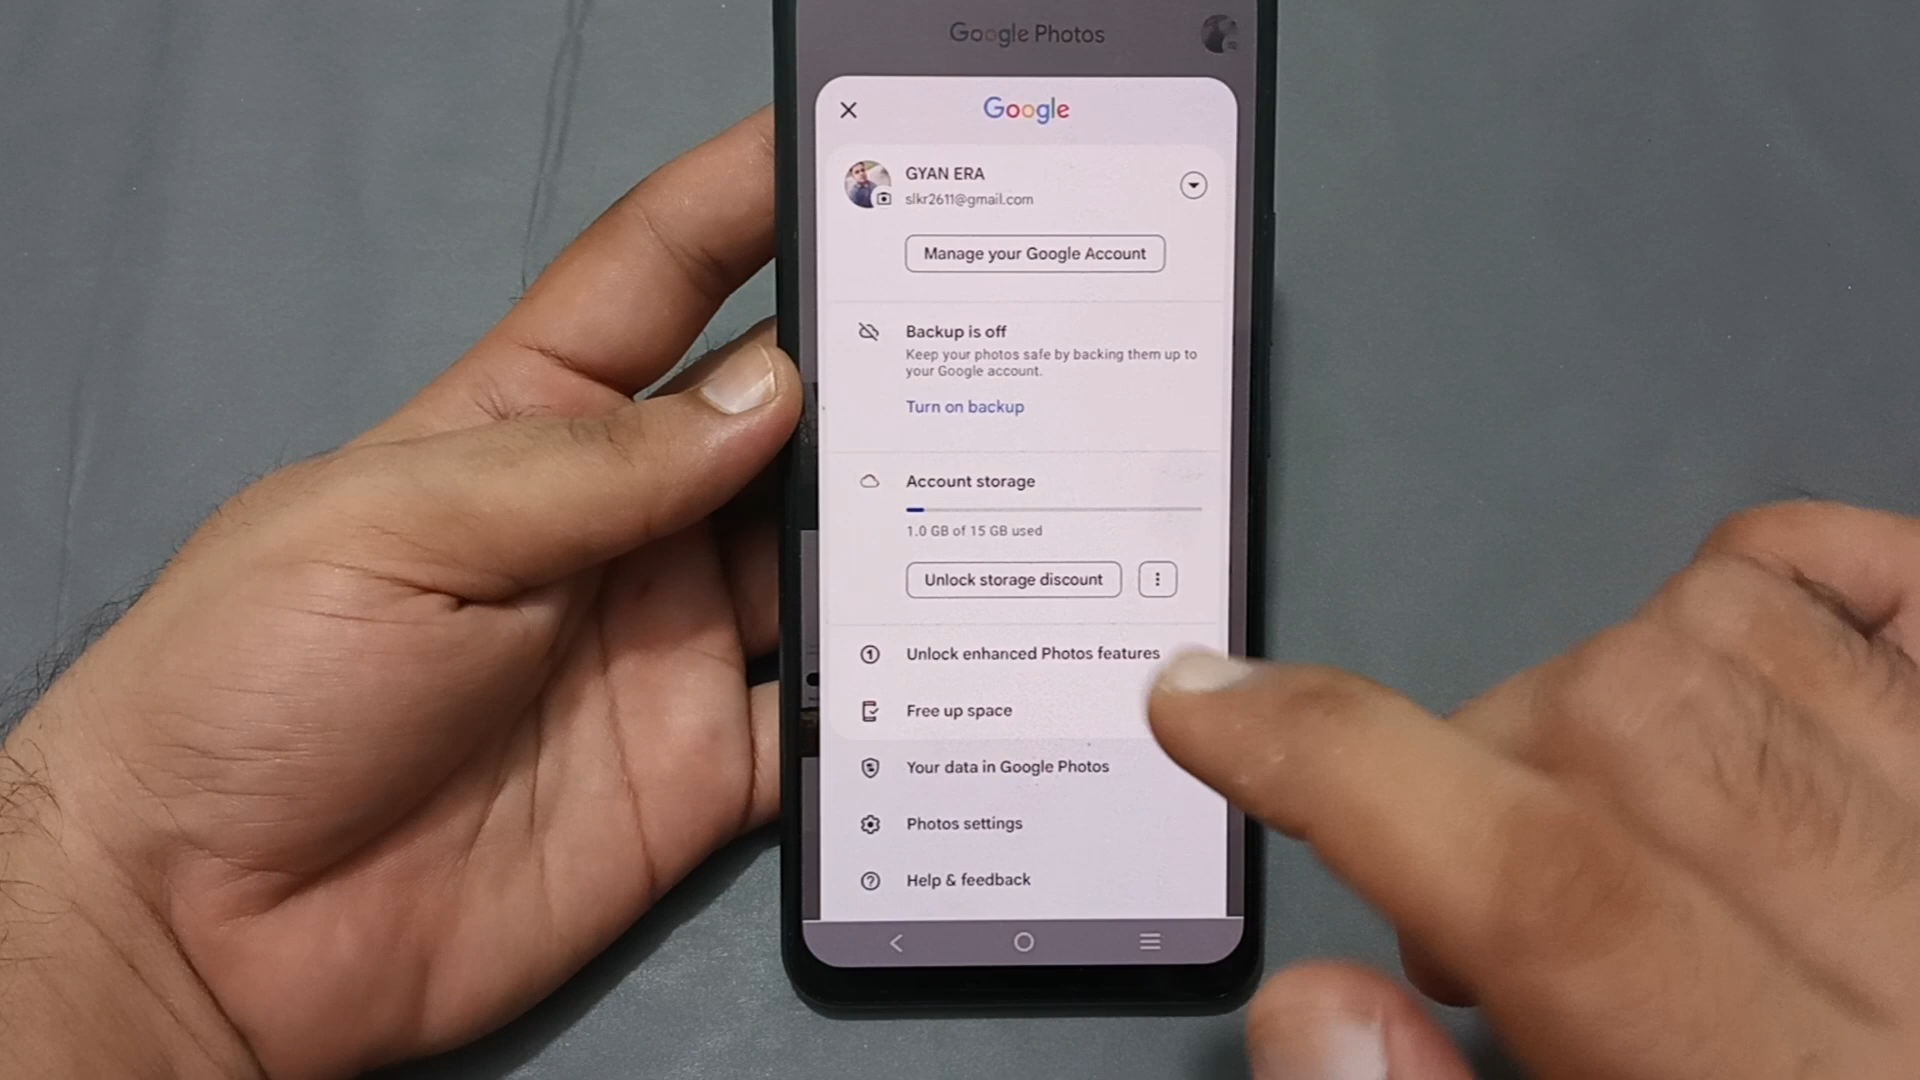 Google Photos
Google
GYAN ERA
slkr2611@gmail.com
Manage your Google Account
Backup is off
Keep your photos safe by backing them up to
your Google account.
Turn on backup
Account storage
1.0 GB of 15 GB used
Unlock storage discount
Unlock enhanced Photos features
Free up space
Your data in Google Photos
Photos settings
Help & feedback